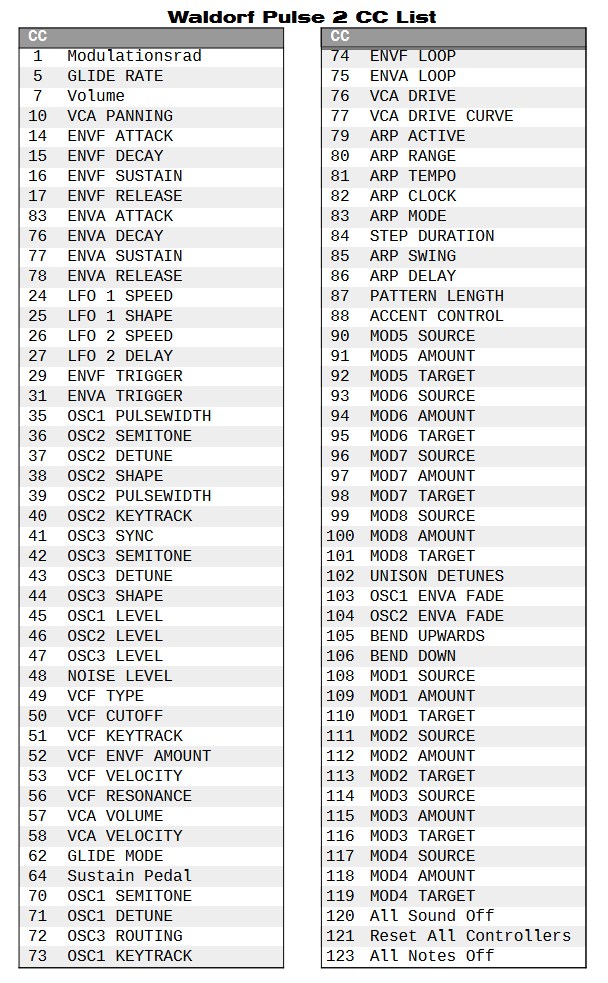 Waldorf Pulse 2 CC List
CC
1 Modulationsrad
5 GLIDE RATE
7 Volume
10 VCA PANNING
14 ENVF ATTACK
15 ENVF DECAY
16 ENVF SUSTAIN
17 ENVF RELEASE
83 ENVA ATTACK
76 ENVA DECAY
77 ENVA SUSTAIN
78 ENVA RELEASE
24 LFO 1 SPEED
25 LFO 1 SHAPE
26 LFO 2 SPEED
27 LFO 2 DELAY
29 ENVF TRIGGER
31 ENVA TRIGGER
35 OSC1 PULSEWIDTH
36 OSC2 SEMITONE
37 OSC2 DETUNE
38 OSC2 SHAPE
39 OSC2 PULSEWIDTH
40 OSC2 KEYTRACK
41 OSC3 SYNC
42 OSC3 SEMITONE
43 OSC3 DETUNE
44 OSC3 SHAPE
45 OSC1 LEVEL
46 OSC2 LEVEL
47 OSC3 LEVEL
48 NOISE LEVEL
49 VCF TYPE
50 VCF CUTOFF
51 VCF KEYTRACK
52 VCF ENVF AMOUNT
53 VCF VELOCITY
56 VCF RESONANCE
57 VCA VOLUME
58 VCA VELOCITY
62 GLIDE MODE
64 Sustain Pedal
70 OSC1 SEMITONE
71 OSC1 DETUNE
72 OSC3 ROUTING
73 OSC1 KEYTRACK
CC
74 ENVF LOOP
75 ENVA LOOP
76 VCA DRIVE
77 VCA DRIVE CURVE
79 ARP ACTIVE
80 ARP RANGE
81 ARP TEMPO
82 ARP CLOCK
83 ARP MODE
84 STEP DURATION
85 ARP SWING
86 ARP DELAY
87 PATTERN LENGTH
88 ACCENT CONTROL
90 MOD5 SOURCE
91 MOD5 AMOUNT
92 MOD5 TARGET
93 MOD6 SOURCE
94 MOD6 AMOUNT
95 MOD6 TARGET
96 MOD7 SOURCE
97 MOD7 AMOUNT
98 MOD7 TARGET
99 MOD8 SOURCE
100 MOD8 AMOUNT
101 MOD8 TARGET
102 UNISON DETUNES
103 OSC1 ENVA FADE
104 OSC2 ENVA FADE
105 BEND UPWARDS
106 BEND DOWN
108 MOD1 SOURCE
109 MOD1 AMOUNT
110 MOD1 TARGET
111 MOD2 SOURCE
112 MOD2 AMOUNT
113 MOD2 TARGET
114 MOD3 SOURCE
115 MOD3 AMOUNT
116 MOD3 TARGET
117 MOD4 SOURCE
118 MOD4 AMOUNT
119 MOD4 TARGET
120 All Sound Off
121 Reset All Controllers
123 All Notes Off